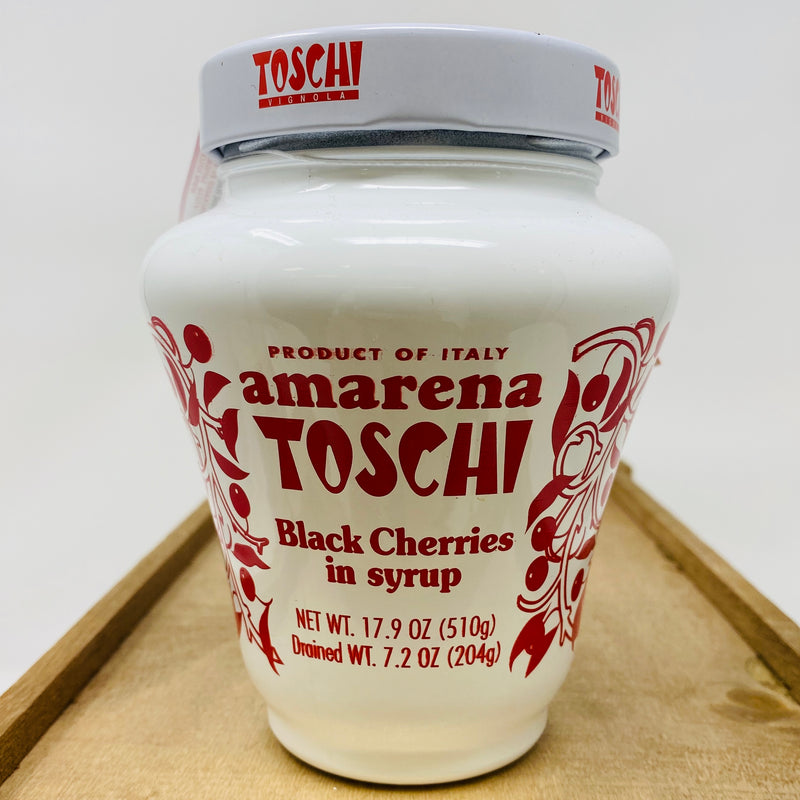 TOSCHI
VIGNOLA
PRODUCT OF ITALY
amarena
TOSCHI
Black Cherries
in syrup
NET WT. 17.9 OZ (510g)
Drained WT. 7.2 OZ (204g)